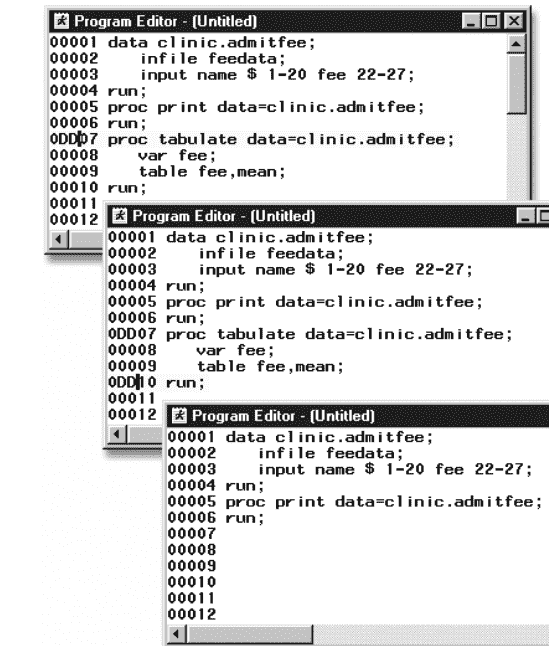 Program Editor - (Untitled)
00001 data clinic.admitfee;
00002    infile feedata;
00003    input name $ 1-20 fee 22-27;
00004 run;
00005 proc print data=clinic.admitfee;
00006 run;
0DD07 proc tabulate data=clinic.admitfee;
00008    var fee;
00009    table fee,mean;
00010 run;
00011
00012
Program Editor - (Untitled)
00001 data clinic.admitfee;
00002    infile feedata;
00003    input name $ 1-20 fee 22-27;
00004 run;
00005 proc print data=clinic.admitfee;
00006 run;
0DD07 proc tabulate data=clinic.admitfee;
00008    var fee;
00009    table fee,mean;
0DD10 run;
00011
00012
Program Editor - (Untitled)
00001 data clinic.admitfee;
00002    infile feedata;
00003    input name $ 1-20 fee 22-27;
00004 run;
00005 proc print data=clinic.admitfee;
00006 run;
00007
00008
00009
00010
00011
00012